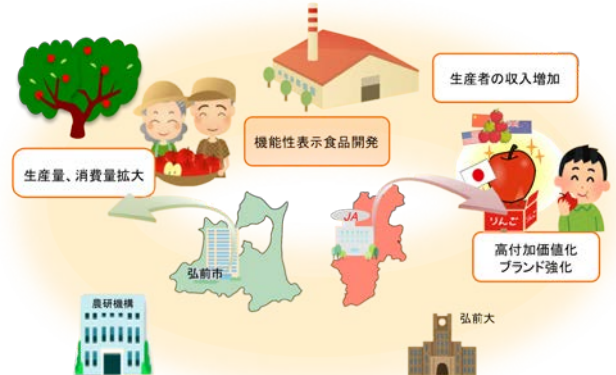 生産者の収入増加
機能性表示食品開発
生産量、消費量拡大
りんご
高付加価値化
ブランド強化
JA
弘前市
農研機構
弘前大